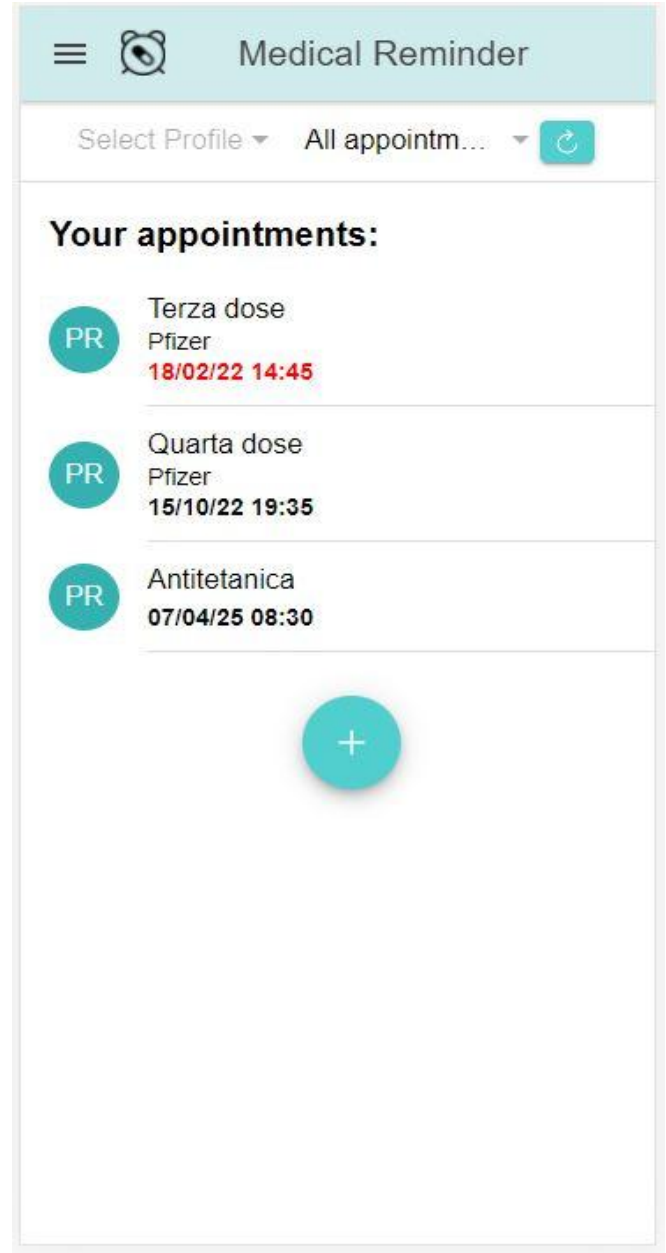 Medical Reminder
Select Profile All appointm...
Your appointments:
PR
Terza dose
Pfizer
18/02/22 14:45
PR
Quarta dose
Pfizer
15/10/22 19:35
PR
Antitetanica
07/04/25 08:30
+